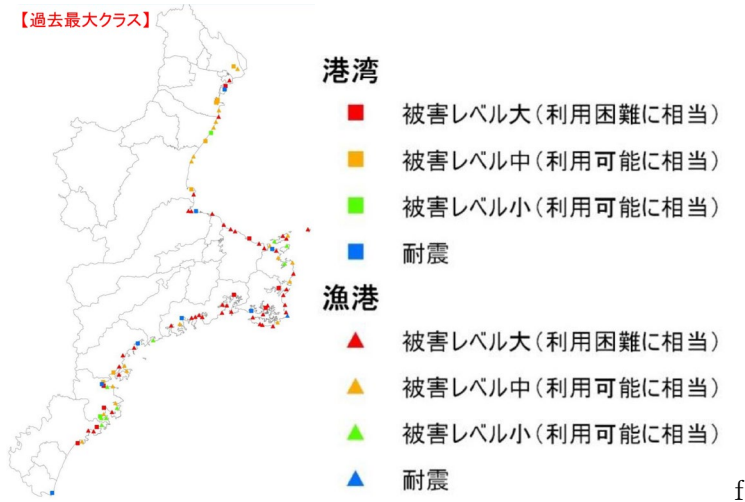 【過去最大クラス】
港湾
被害レベル大(利用困難に相当)
被害レベル中(利用可能に相当)
被害レベル小(利用可能に相当)
耐震
漁港
被害レベル大(利用困難に相当)
被害レベル中(利用可能に相当)
被害レベル小(利用可能に相当)
耐震
f